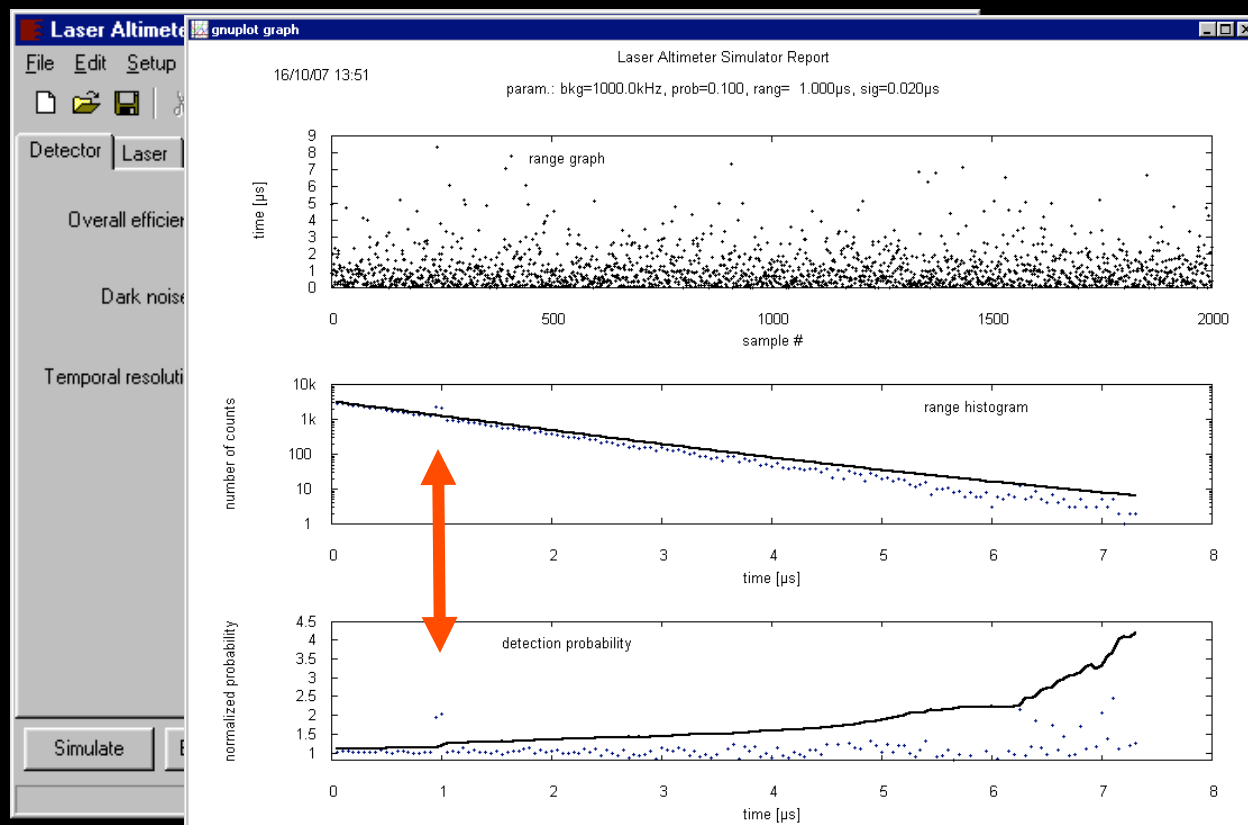 Laser Altime
File Edit Setup
Detector Laser
Overall efficien
Dark noise
Temporal resoluti
Simulate
gnuplot graph
Laser Altimeter Simulator Report
16/10/07 13:51
param.: bkg=1000.0kHz, prob=0.100, rang= 1.000µs, sig=0.020µs
range graph
time [µs]
9
8
7
6
5
4
3
2
1
0
0 500 1000 1500 2000
sample #
range histogram
number of counts
10k
1k
100
10
1
0 2 3 4 5 6 7 8
time [µs]
detection probability
normalized probability
4.5
4
3.5
3
2.5
2
1.5
1
0 1 2 3 4 5 6 7 8
time [µs]